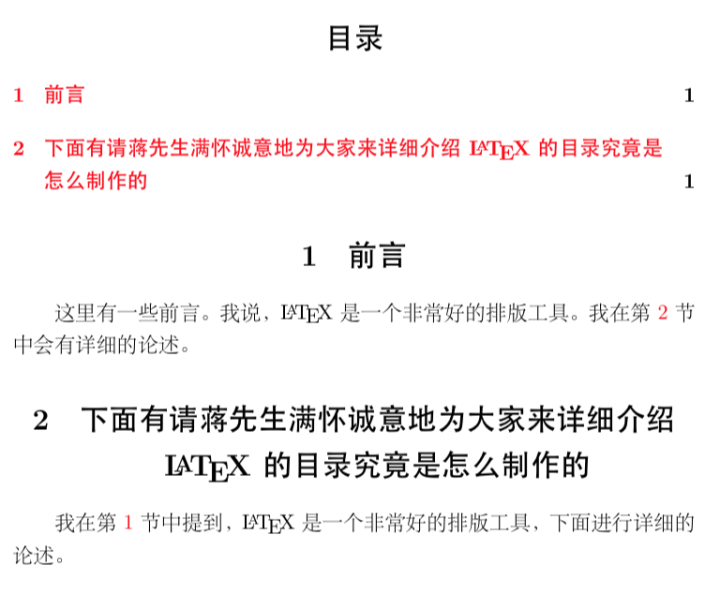 目录
1 前言 1
2 下面有请蒋先生满怀诚意地为大家来详细介绍 LATEX 的目录究竟是
怎么制作的 1
1 前言
这里有一些前言。我说，LATEX 是一个非常好的排版工具。我在第 2 节
中会有详细的论述。
2 下面有请蒋先生满怀诚意地为大家来详细介绍
LATEX 的目录究竟是怎么制作的
我在第 1 节中提到，LATEX 是一个非常好的排版工具，下面进行详细的
论述。